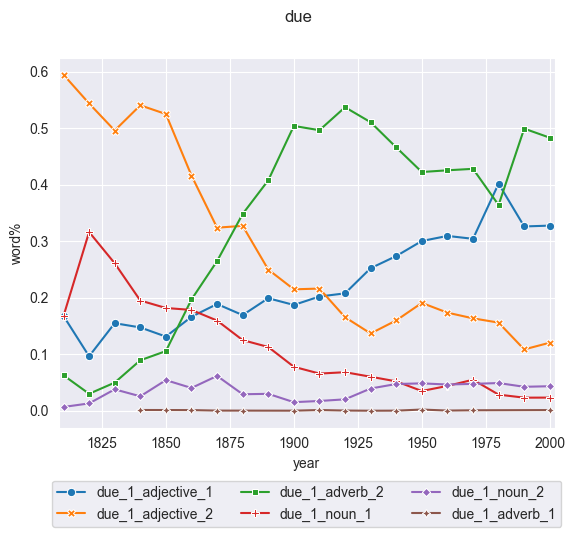 due
0.6
0.5
0.4
0.3
0.2
0.1
0.0
word%
1825 1850 1875 1900 1925 1950 1975 2000
year
due_1_adjective_1 due_1_adverb_2 due_1_noun_2
due_1_adjective_2 due_1_noun_1 due_1_adverb_1